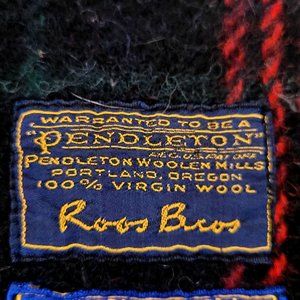 WARRANTED TO BE A
"PENDLETON"
PENDLETON WOOLEN MILLS
PORTLAND, OREGON
100% VIRGIN WOOL
Roos Bros